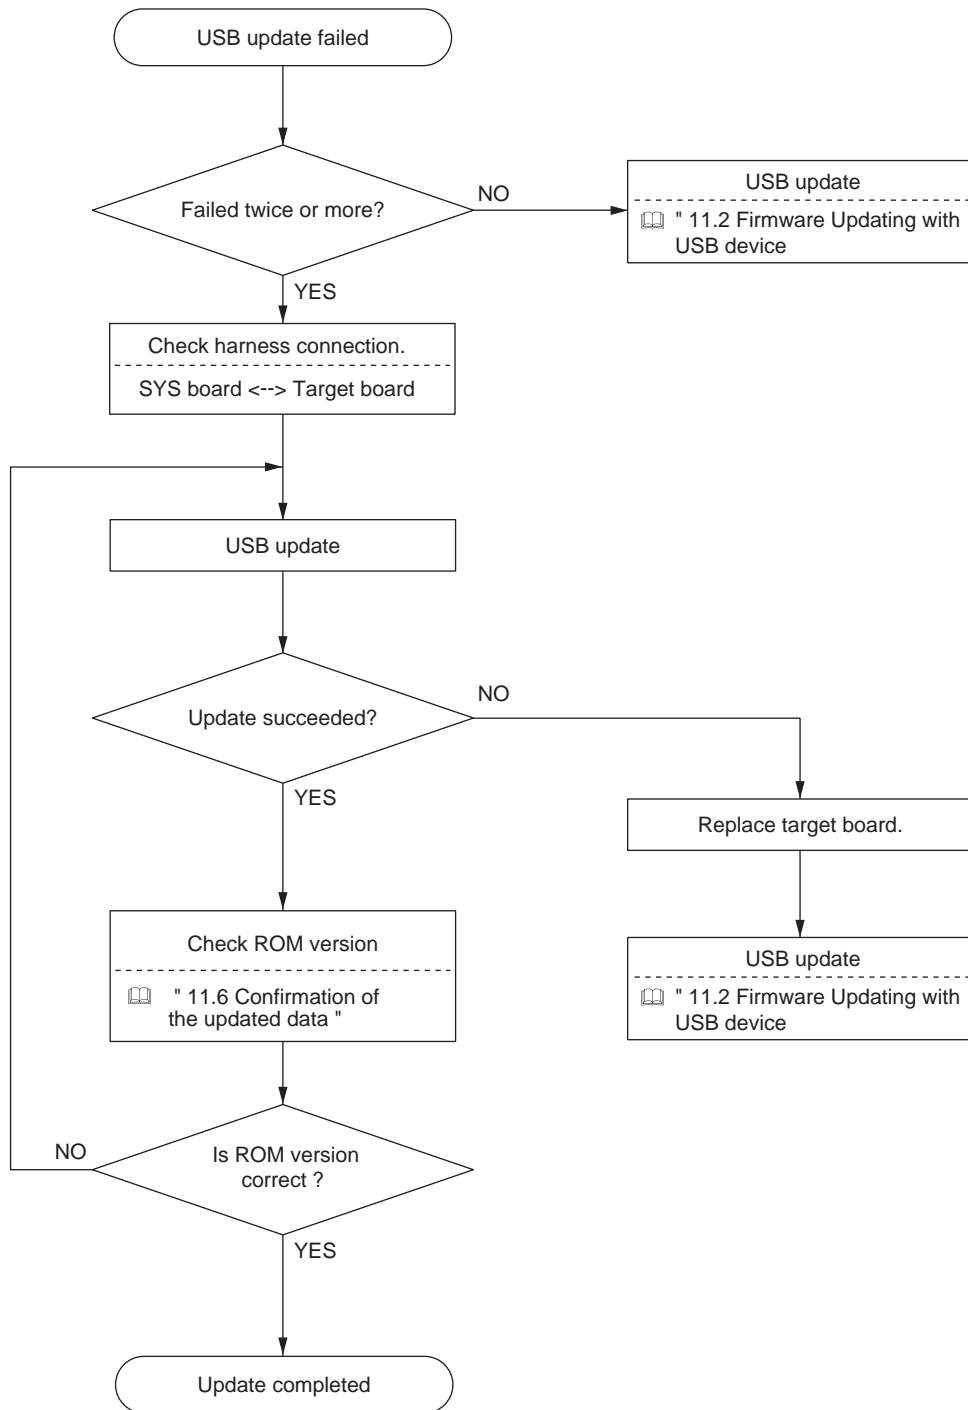 USB update failed
Failed twice or more?
NO
USB update
" 11.2 Firmware Updating with
USB device
YES
Check harness connection.
SYS board <--> Target board
USB update
Update succeeded?
NO
YES
Replace target board.
Check ROM version
" 11.6 Confirmation of
the updated data "
USB update
" 11.2 Firmware Updating with
USB device
NO
Is ROM version
correct ?
YES
Update completed